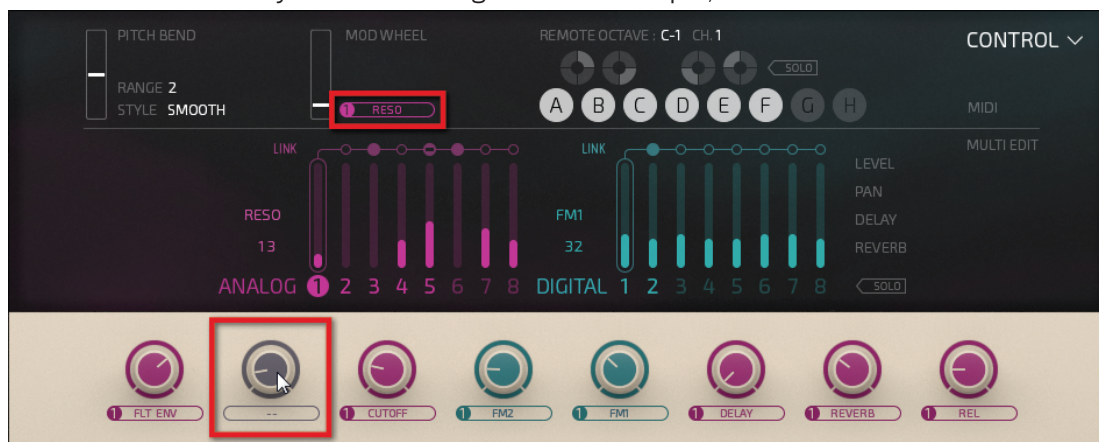 PITCH BEND
RANGE 2
STYLE SMOOTH
MOD WHEEL
1 RESO
REMOTE OCTAVE : C-1 CH. 1
SOLO
A B C D E F G H
CONTROL
MIDI
MULTI EDIT
LINK
RESO
13
ANALOG 1 2 3 4 5 6 7 8
LINK
FM1
32
DIGITAL 1 2 3 4 5 6 7 8
LEVEL
PAN
DELAY
REVERB
SOLO
1 FLT ENV
--
1 CUTOFF
1 FM2
1 FM1
1 DELAY
1 REVERB
1 REL